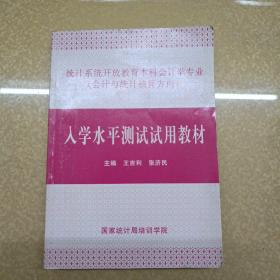 统计系统开放教育本科会计学专业
（会计与统计核算方向）
入学水平测试试用教材
主编 王吉利 张济民
国家统计局培训学院